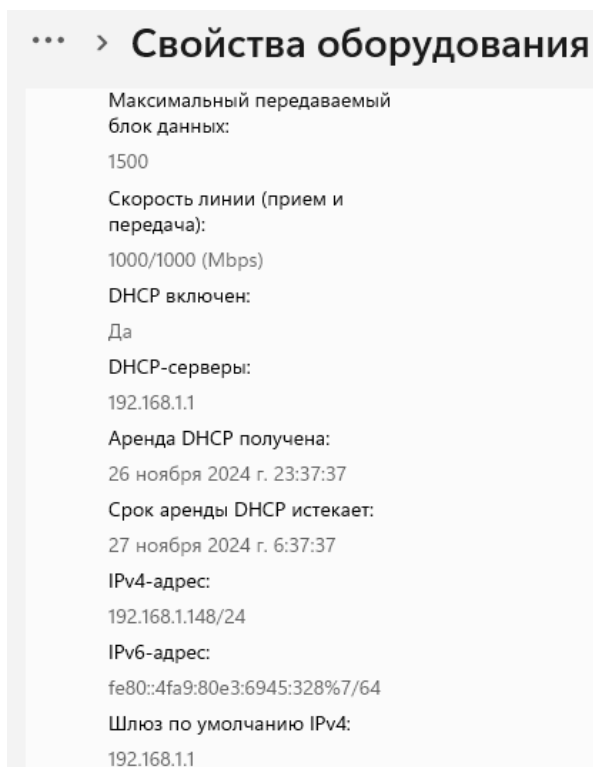 ··· > Свойства оборудования
Максимальный передаваемый
блок данных:
1500
Скорость линии (прием и
передача):
1000/1000 (Mbps)
DHCP включен:
Да
DHCP-серверы:
192.168.1.1
Аренда DHCP получена:
26 ноября 2024 г. 23:37:37
Срок аренды DHCP истекает:
27 ноября 2024 г. 6:37:37
IPv4-адрес:
192.168.1.148/24
IPv6-адрес:
fe80::4fa9:80e3:6945:328%7/64
Шлюз по умолчанию IPv4:
192.168.1.1